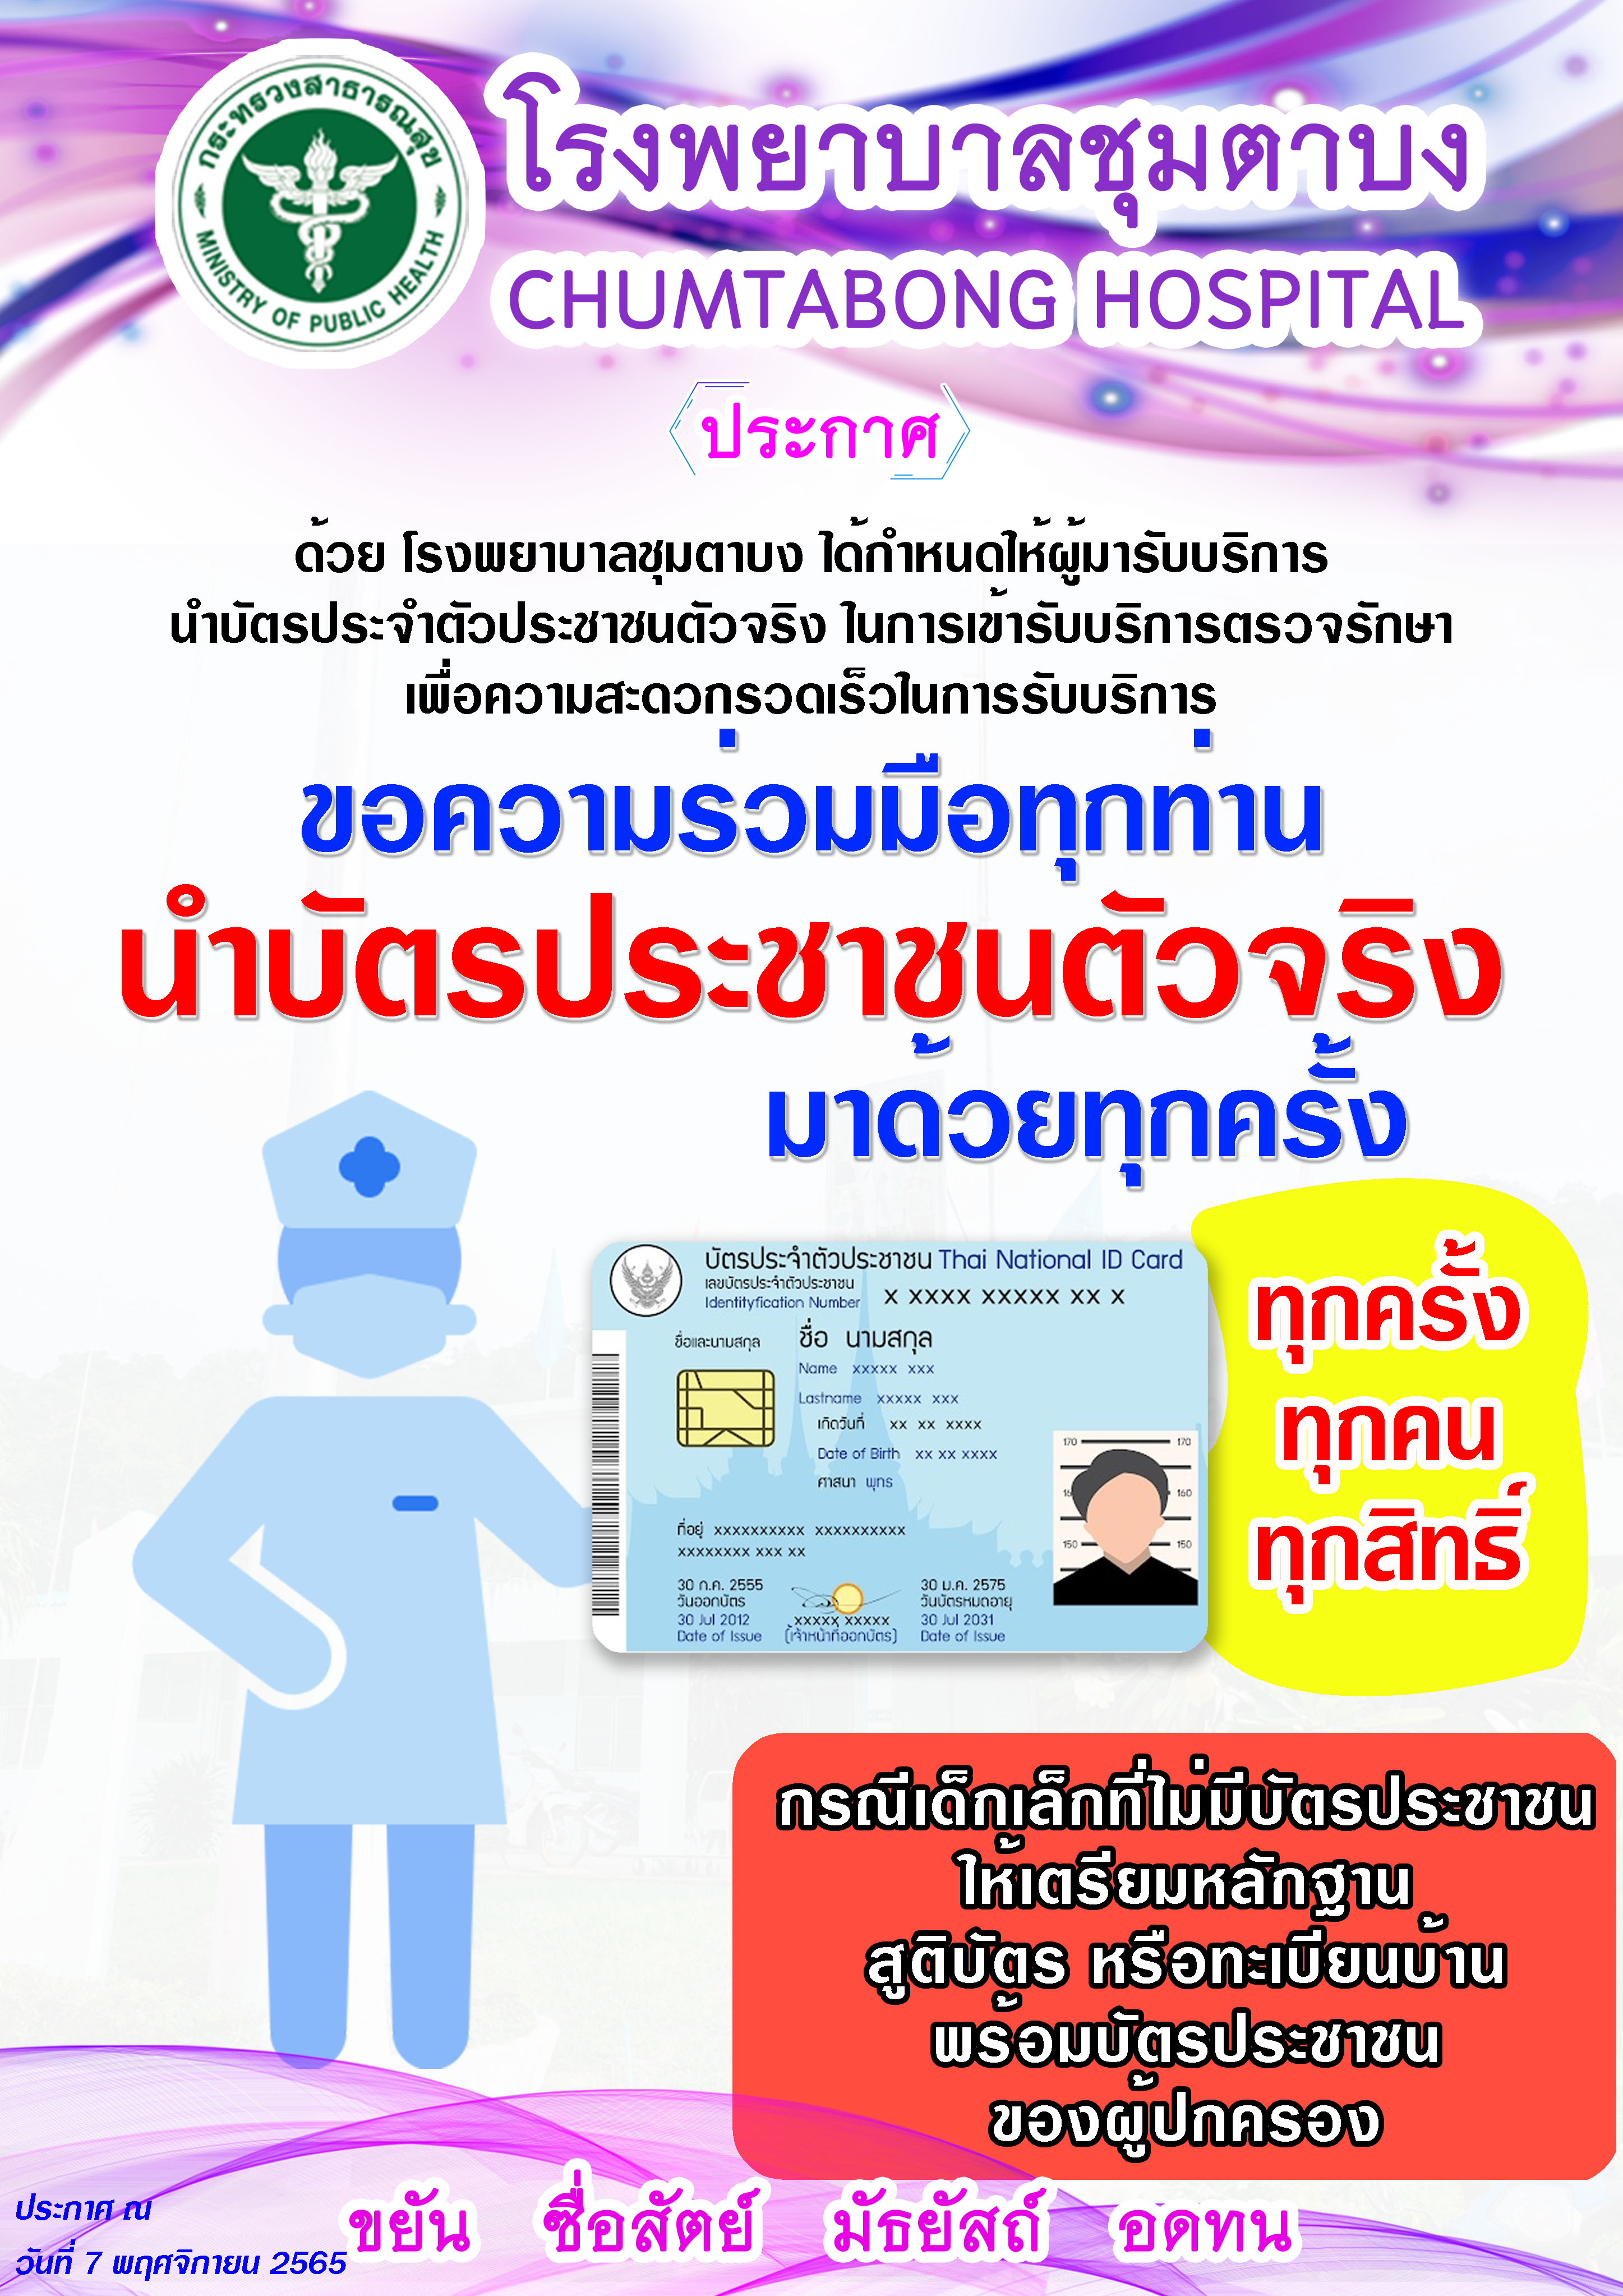 กระทรวงสาธารณสุข
MINISTRY OF PUBLIC HEALTH
โรงพยาบาลชุมตาบง
CHUMTABONG HOSPITAL
ประกาศ
ด้วย โรงพยาบาลชุมตาบง ได้กำหนดให้ผู้มารับบริการ
นำบัตรประจำตัวประชาชนตัวจริง ในการเข้ารับบริการตรวจรักษา
เพื่อความสะดวกรวดเร็วในการรับบริการ
ขอความร่วมมือทุกท่าน
นำบัตรประชาชนตัวจริง
มาด้วยทุกครั้ง
บัตรประจำตัวประชาชน Thai National ID Card
เลขบัตรประจำตัวประชาชน
Identityfication Number X XXXX XXXXX XX X
ชื่อและนามสกุล ชื่อ นามสกุล
Name xxxxx xxx
Lastname xxxxx xxx
เกิดวันที่ xx xx xxxx
Date of Birth xx xx xxxx
ศาสนา พุทธ
ที่อยู่ xxxxxxxxxx xxxxxxxxxx
xxxxxxxx xxx xx
30 ก.ค. 2555
วันออกบัตร
30 Jul 2012
Date of Issue
xxxxx xxxxx
(เจ้าหน้าที่ออกบัตร)
30 ม.ค. 2575
วันบัตรหมดอายุ
30 Jul 2031
Date of Issue
170 170
160
150 150
ทุกครั้ง
ทุกคน
ทุกสิทธิ์
กรณีเด็กเล็กที่ไม่มีบัตรประชาชน
ให้เตรียมหลักฐาน
สูติบัตร หรือทะเบียนบ้าน
พร้อมบัตรประชาชน
ของผู้ปกครอง
ขยัน ซื่อสัตย์ มัธยัสถ์ อดทน
ประกาศ ณ
วันที่ 7 พฤศจิกายน 2565